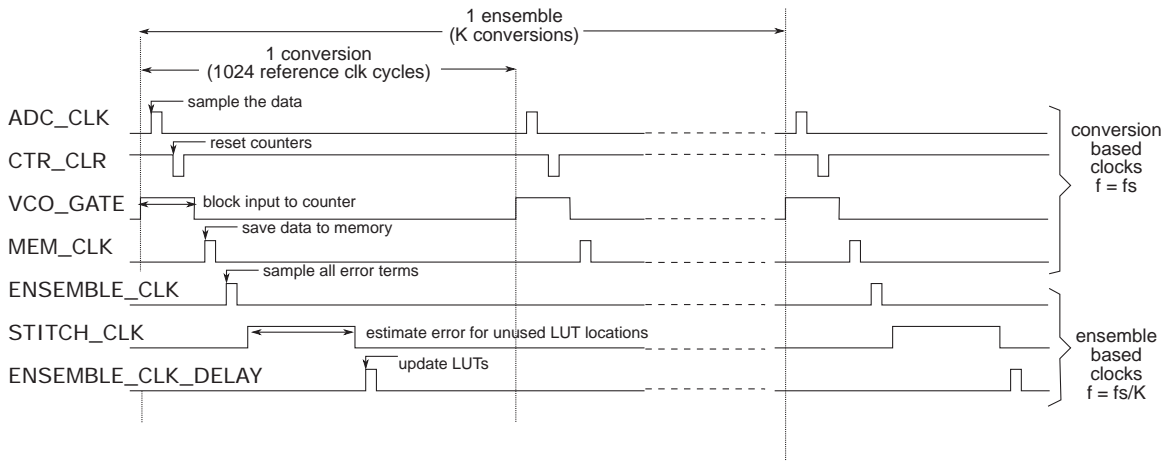 1 ensemble
(K conversions)
1 conversion
(1024 reference clk cycles)
ADC_CLK
sample the data
CTR_CLR
reset counters
VCO_GATE
block input to counter
MEM_CLK
save data to memory
conversion
based
clocks
f = fs
ENSEMBLE_CLK
sample all error terms
STITCH_CLK
estimate error for unused LUT locations
ENSEMBLE_CLK_DELAY
update LUTs
ensemble
based
clocks
f = fs/K